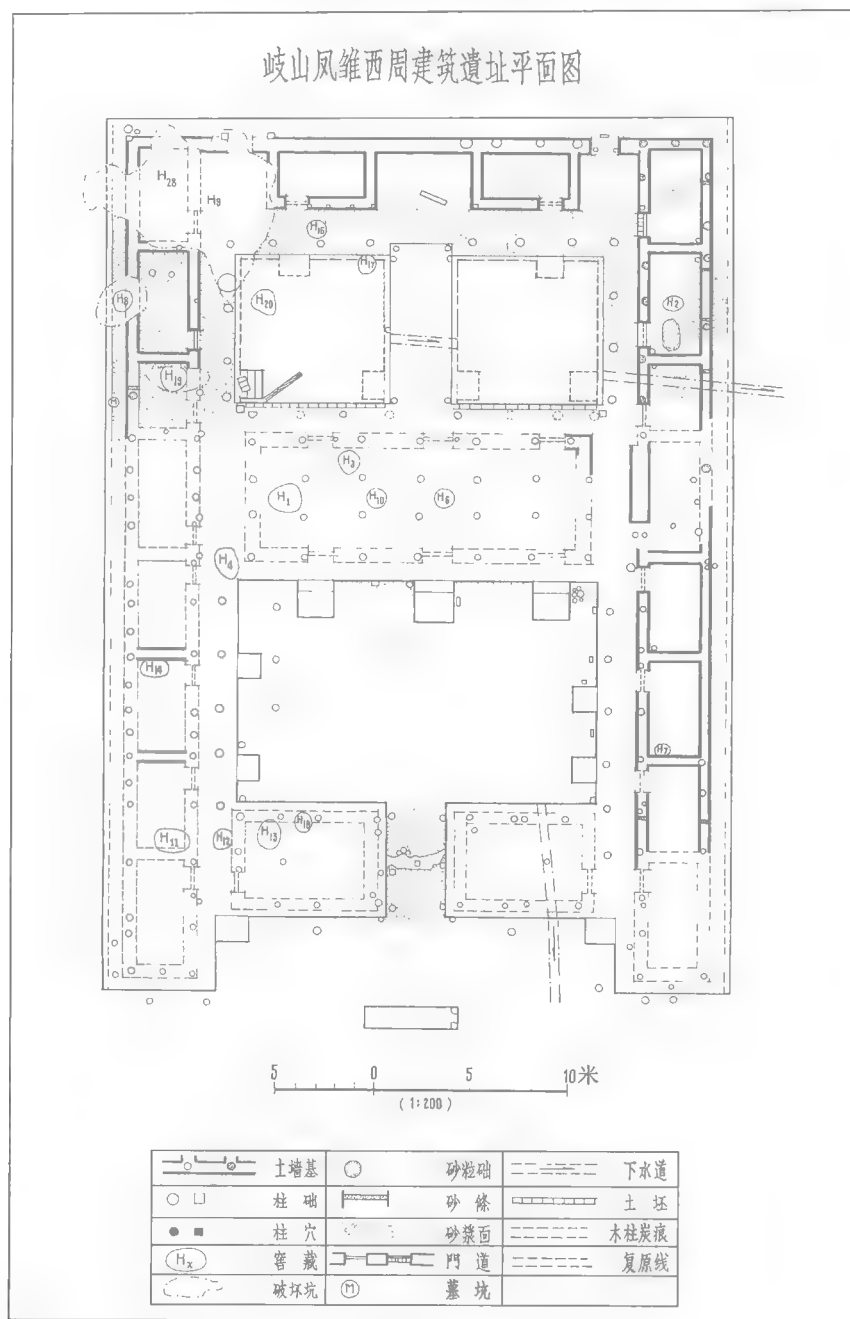 岐山凤雏西周建筑遺址平面图
H28
H9
H16
H17
H8
H20
H2
H19
M
H3
H1
H10
H6
H4
H14
H7
H18
H11
H12
H13
5 0 5 10米
(1:200)
土墙基 砂粒础 下水道
柱础 砂條 土坯
柱穴 砂浆面 木柱炭痕
Hx 窖藏 門道 复原线
破坏坑 M 墓坑